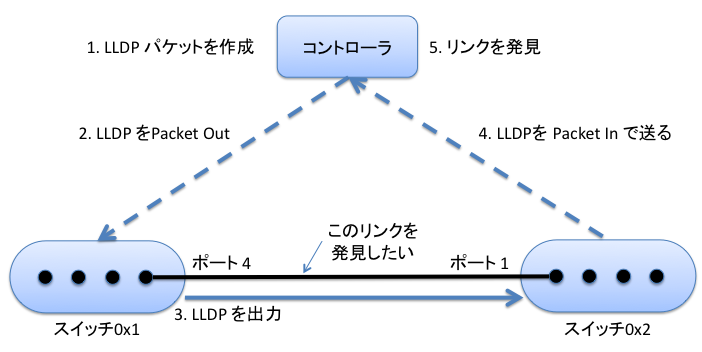 1. LLDP パケットを作成
コントローラ
5. リンクを発見
2. LLDP をPacket Out
4. LLDPを Packet In で送る
このリンクを
発見したい
ポート 4
ポート 1
3. LLDP を出力
スイッチ0x1
スイッチ0x2